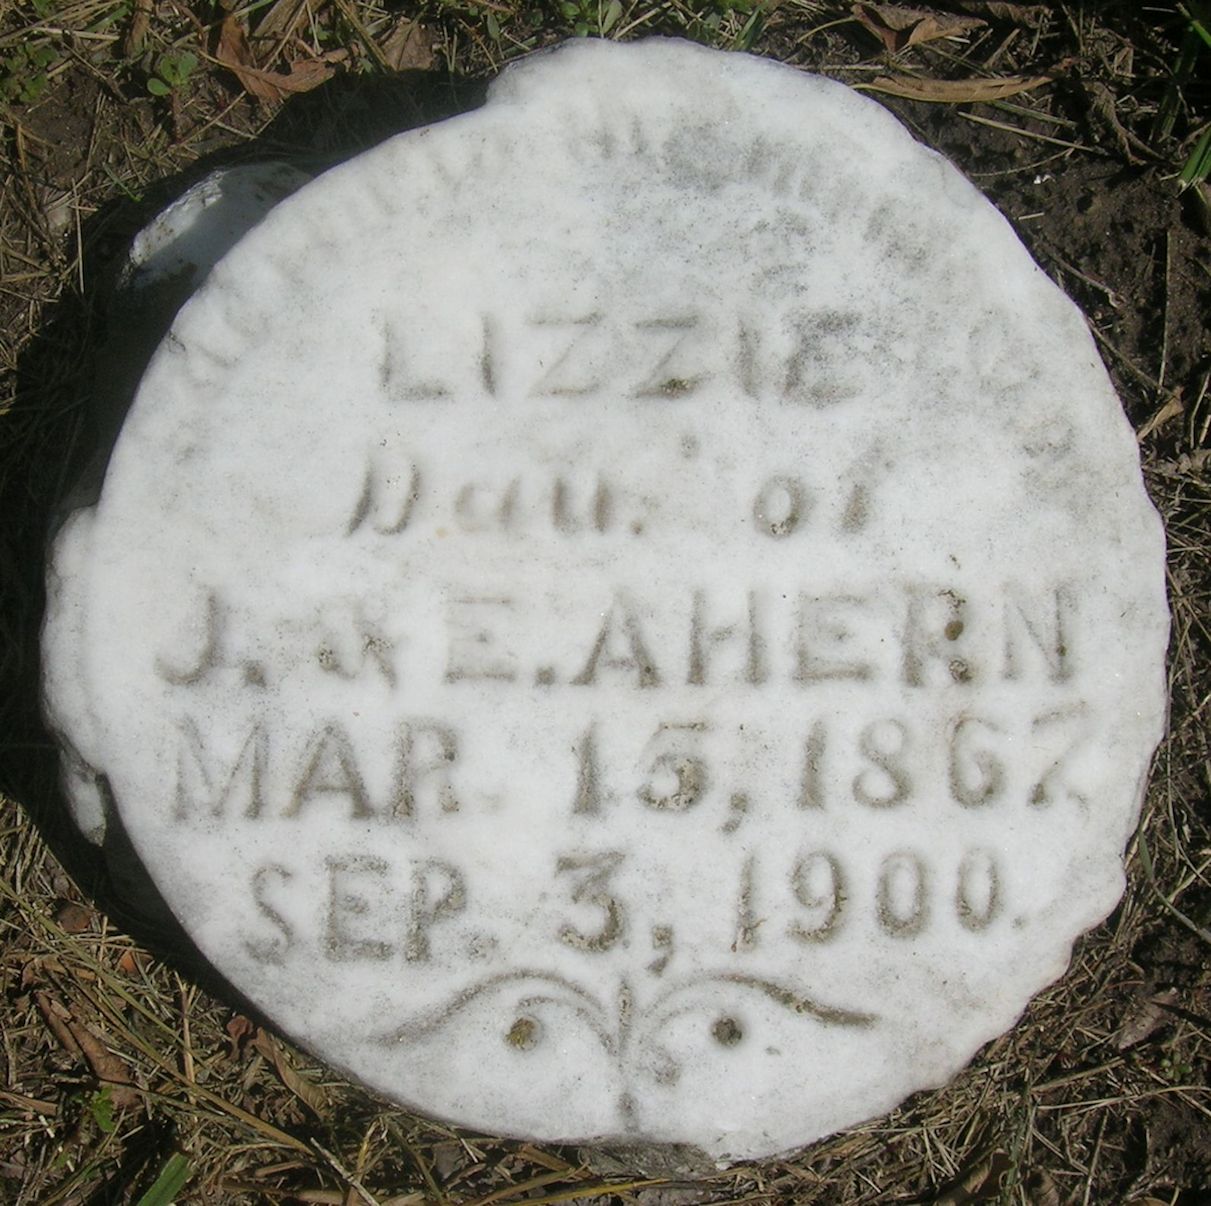 LIZZIE
Dau. of
J. & E. AHERN
MAR. 15, 1867
SEP. 3, 1900.